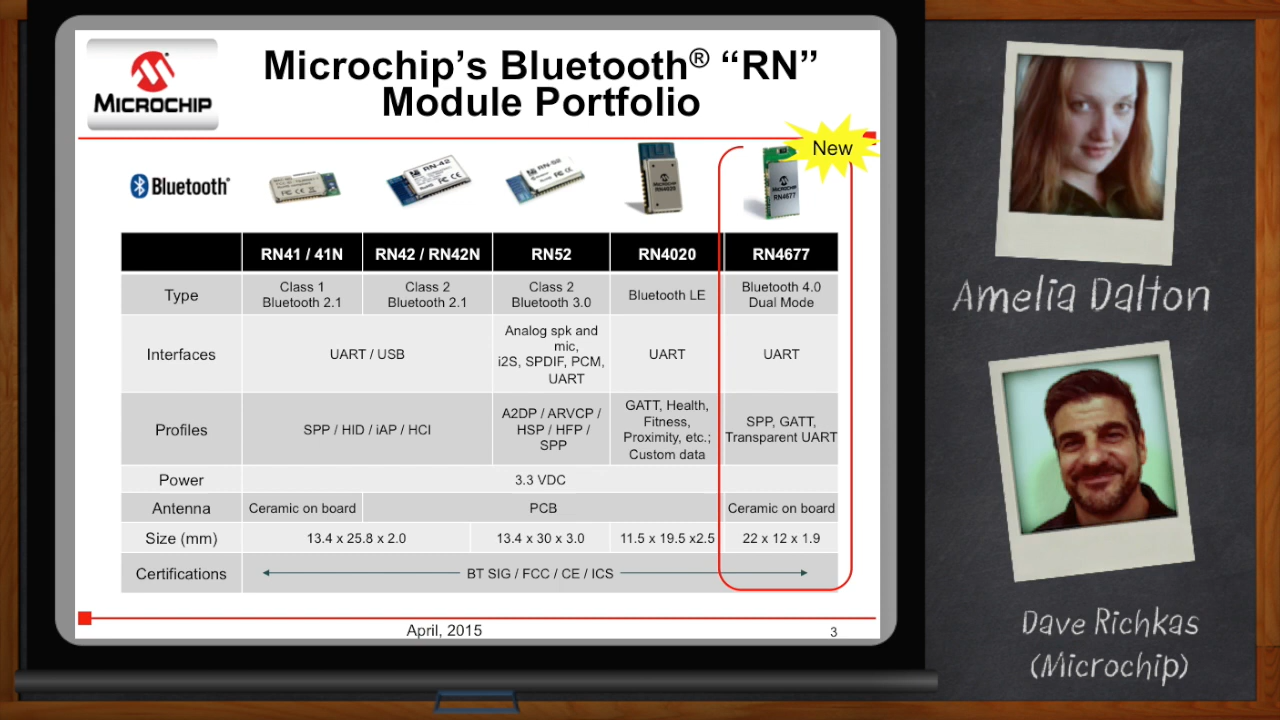 MICROCHIP
Microchip's Bluetooth® “RN”
Module Portfolio
New
Bluetooth®
RN-42
MICROCHIP
RN4020
MICROCHIP
RN4677
RN41 / 41N RN42 / RN42N RN52 RN4020 RN4677
Type
Class 1
Bluetooth 2.1
Class 2
Bluetooth 2.1
Class 2
Bluetooth 3.0
Bluetooth LE
Bluetooth 4.0
Dual Mode
Interfaces
UART / USB
Analog spk and
mic,
i2S, SPDIF, PCM,
UART
UART
UART
Profiles
SPP / HID / iAP / HCI
A2DP / ARVCP /
HSP / HFP /
SPP
GATT, Health,
Fitness,
Proximity, etc.;
Custom data
SPP, GATT,
Transparent UART
Power
3.3 VDC
Antenna
Ceramic on board
PCB
Ceramic on board
Size (mm)
13.4 x 25.8 x 2.0
13.4 x 30 x 3.0
11.5 x 19.5 x2.5
22 x 12 x 1.9
Certifications
BT SIG / FCC / CE / ICS
April, 2015
3
Amelia Dalton
Dave Richkas
(Microchip)